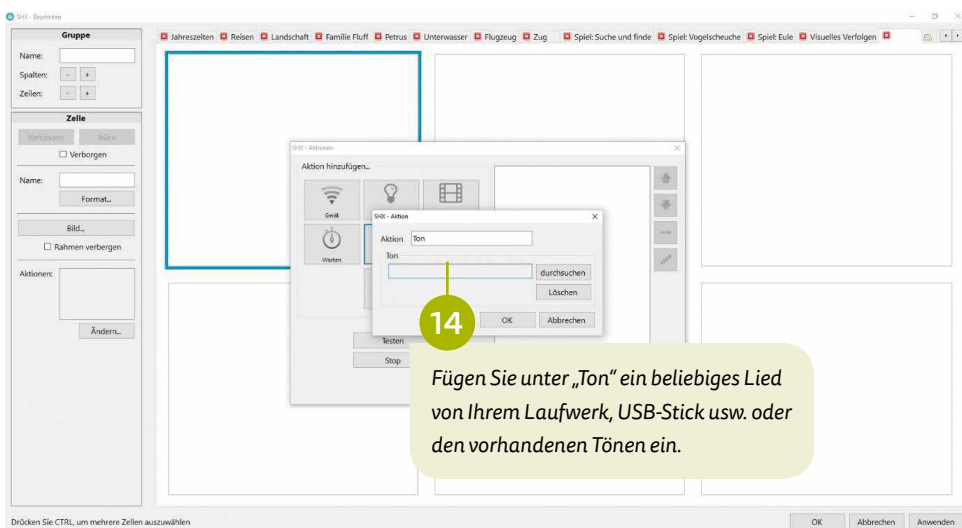 SHX - Bearbeiten
Gruppe
Name:
Spalten: - +
Zeilen: - +
Zelle
Verbinden Teilen
Verborgen
Name:
Format...
Bild...
Rahmen verbergen
Aktionen:
Ändern...
Jahreszeiten Reisen Landschaft Familie Fluff Petrus Unterwasser Flugzeug Zug Spiel: Suche und finde Spiel: Vogelscheuche Spiel: Eule Visuelles Verfolgen
SHX - Aktionen
Aktion hinzufügen...
Gerät
Warten
Testen
Stop
SHX - Aktion
Aktion Ton
Ton
durchsuchen
Löschen
OK Abbrechen
14
Fügen Sie unter „Ton“ ein beliebiges Lied
von Ihrem Laufwerk, USB-Stick usw. oder
den vorhandenen Tönen ein.
Drücken Sie CTRL, um mehrere Zellen auszuwählen
OK Abbrechen Anwenden